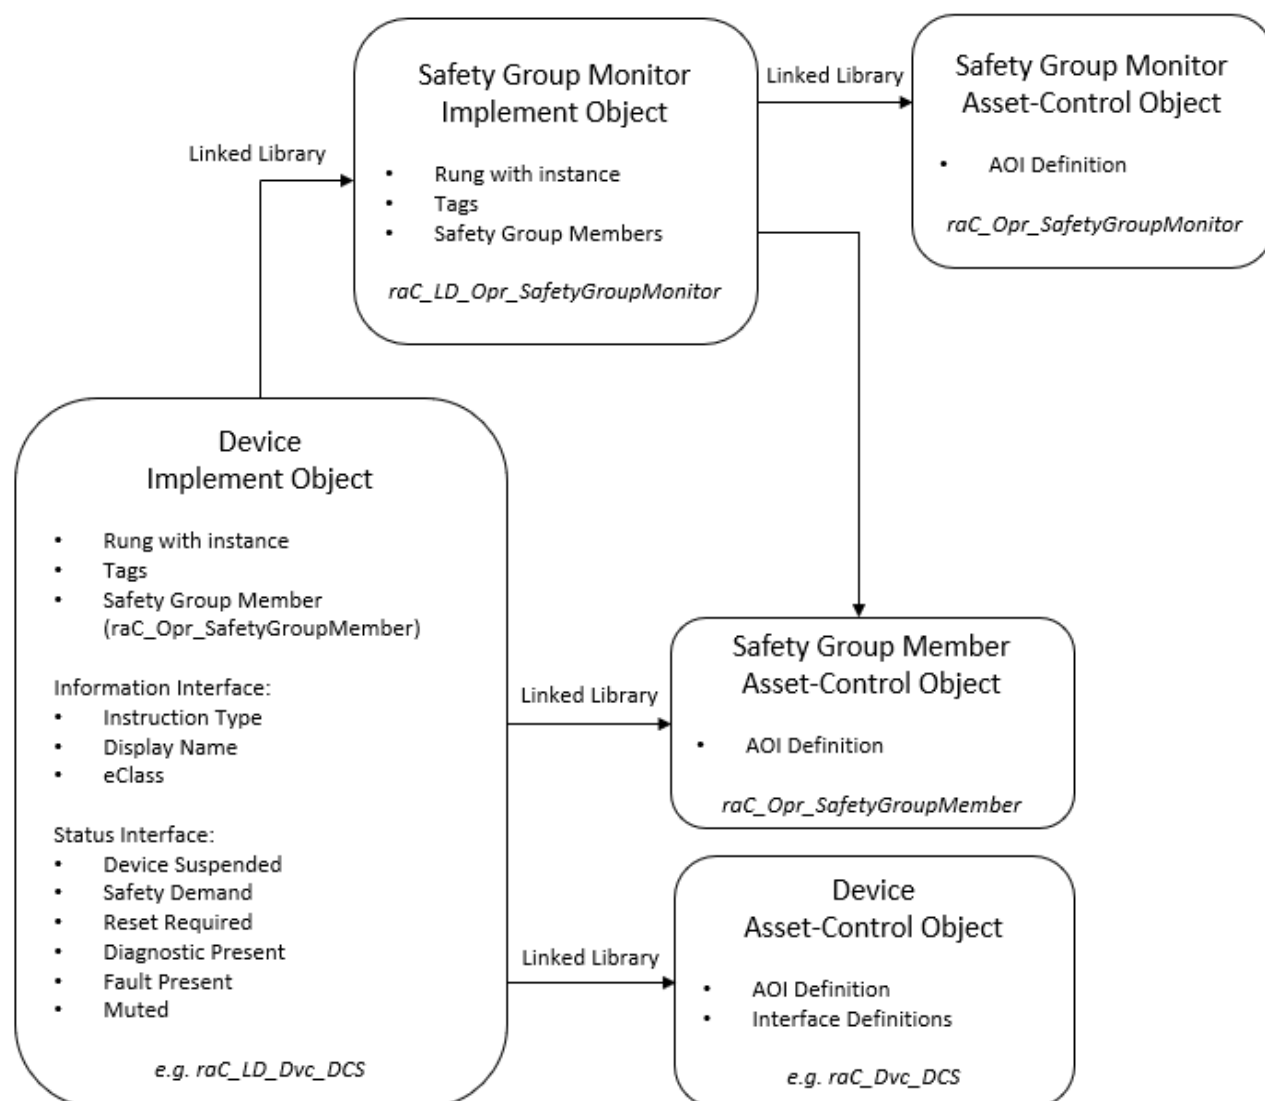 Safety Group Monitor
Implement Object
• Rung with instance
• Tags
• Safety Group Members
raC_LD_Opr_SafetyGroupMonitor
Linked Library
Safety Group Monitor
Asset-Control Object
• AOI Definition
raC_Opr_SafetyGroupMonitor
Linked Library
Device
Implement Object
• Rung with instance
• Tags
• Safety Group Member
(raC_Opr_SafetyGroupMember)
Information Interface:
• Instruction Type
• Display Name
• eClass
Status Interface:
• Device Suspended
• Safety Demand
• Reset Required
• Diagnostic Present
• Fault Present
• Muted
e.g. raC_LD_Dvc_DCS
Linked Library
Safety Group Member
Asset-Control Object
• AOI Definition
raC_Opr_SafetyGroupMember
Linked Library
Device
Asset-Control Object
• AOI Definition
• Interface Definitions
e.g. raC_Dvc_DCS